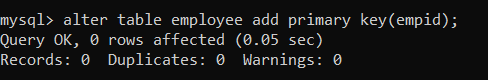 mysql> alter table employee add primary key(empid);
Query OK, 0 rows affected (0.05 sec)
Records: 0  Duplicates: 0  Warnings: 0